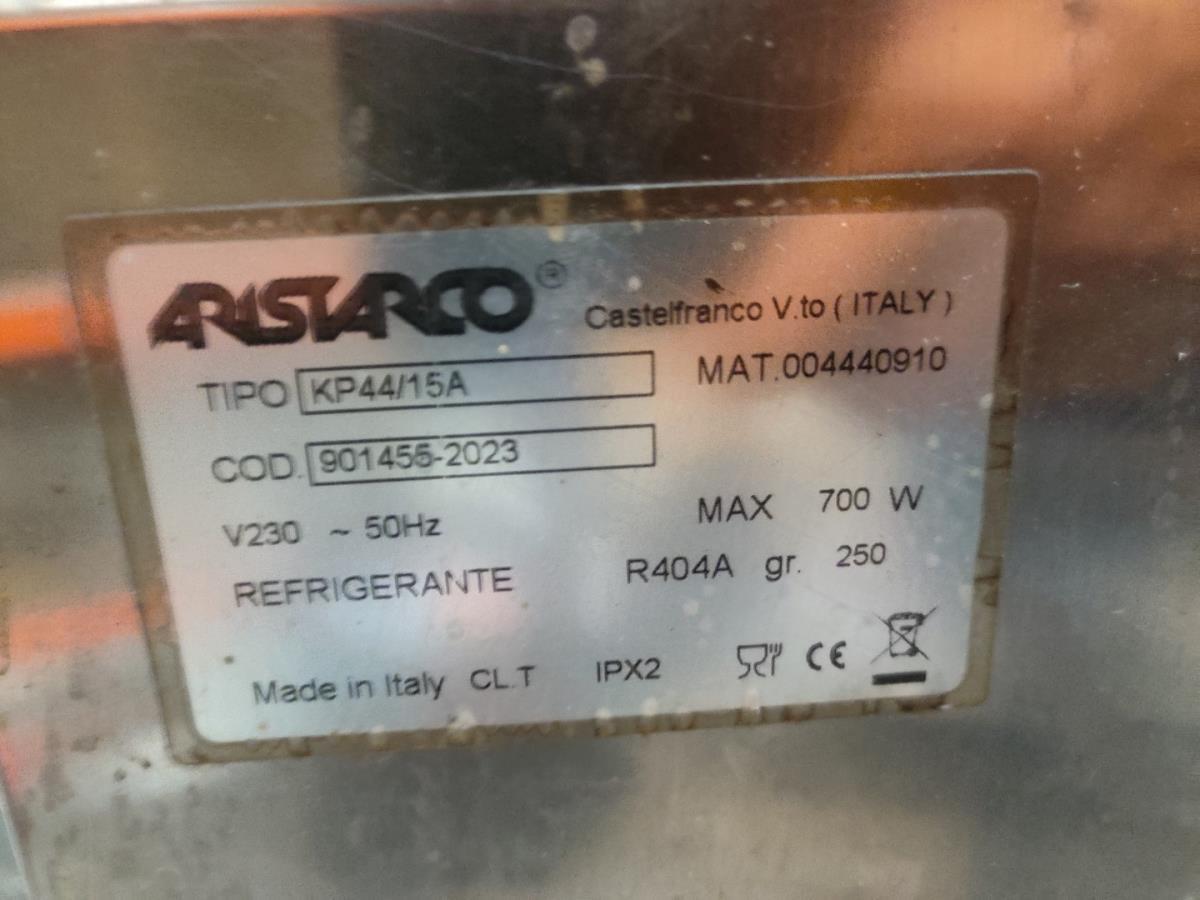 ARISTARCO®
Castelfranco V.to ( ITALY )
TIPO KP44/15A
MAT.004440910
COD. 901455-2023
V230 ~ 50Hz
MAX 700 W
REFRIGERANTE R404A gr. 250
Made in Italy CL.T IPX2 CE